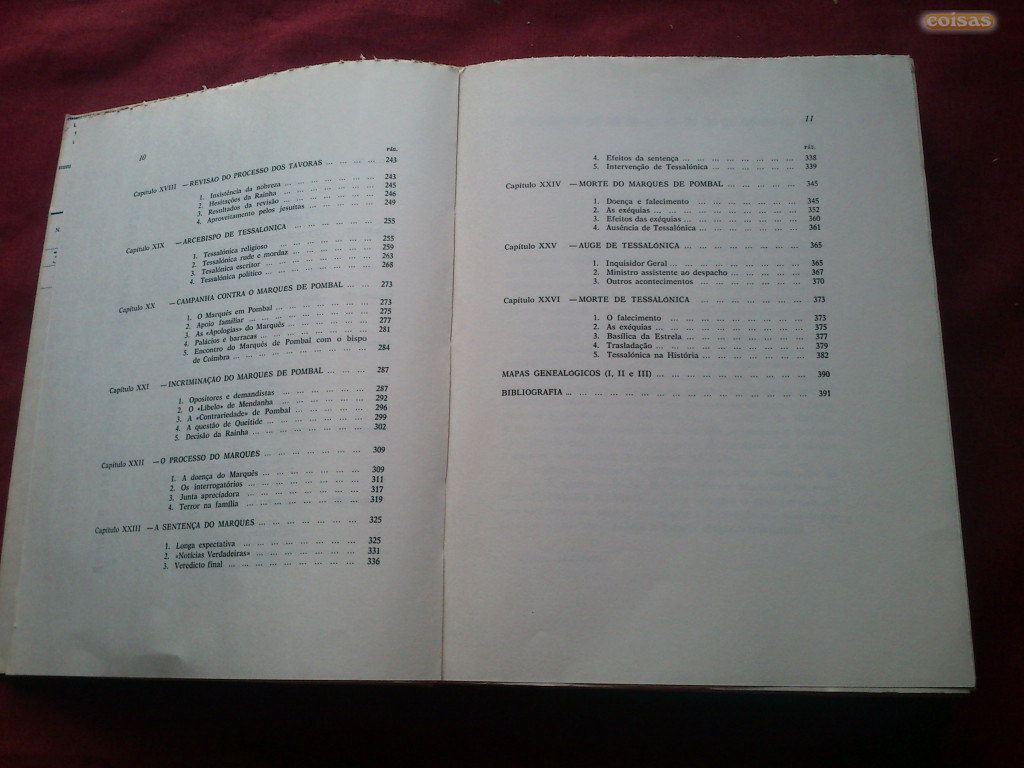 coisas
10
PÁG.
Capítulo XVIII — REVISÃO DO PROCESSO DOS TÁVORAS ... ... ... ... 243
1. Insistência da nobreza ... ... ... ... ... ... ... 243
2. Hesitações da Rainha ... ... ... ... ... ... ... 245
3. Resultados da revisão ... ... ... ... ... ... ... 246
4. Aproveitamento pelos jesuítas ... ... ... ... ... 249
Capítulo XIX — ARCEBISPO DE TESSALÓNICA ... ... ... ... ... ... 255
1. Tessalónica religioso ... ... ... ... ... ... ... 255
2. Tessalónica rude e mordaz ... ... ... ... ... ... 259
3. Tesalónica escritor ... ... ... ... ... ... ... 263
4. Tessalónica político ... ... ... ... ... ... ... 268
Capítulo XX — CAMPANHA CONTRA O MARQUÊS DE POMBAL ... ... 273
1. O Marquês em Pombal ... ... ... ... ... ... ... 273
2. Apoio familiar ... ... ... ... ... ... ... ... 275
3. As «Apologias» do Marquês ... ... ... ... ... ... 277
4. Palácios e barracas ... ... ... ... ... ... ... 281
5. Encontro do Marquês de Pombal com o bispo
de Coimbra ... ... ... ... ... ... ... ... 284
Capítulo XXI — INCRIMINAÇÃO DO MARQUÊS DE POMBAL ... ... ... 287
1. Opositores e demandistas ... ... ... ... ... ... 287
2. O «Libelo» de Mendanha ... ... ... ... ... ... 292
3. A «Contrariedade» de Pombal ... ... ... ... ... 296
4. A questão de Queitide ... ... ... ... ... ... ... 299
5. Decisão da Rainha ... ... ... ... ... ... ... ... 302
Capítulo XXII — O PROCESSO DO MARQUÊS ... ... ... ... ... ... ... 309
1. A doença do Marquês ... ... ... ... ... ... ... 309
2. Os interrogatórios ... ... ... ... ... ... ... ... 311
3. Junta apreciadora ... ... ... ... ... ... ... ... 317
4. Terror na família ... ... ... ... ... ... ... ... 319
Capítulo XXIII — A SENTENÇA DO MARQUÊS ... ... ... ... ... ... ... 325
1. Longa expectativa ... ... ... ... ... ... ... ... 325
2. «Notícias Verdadeiras» ... ... ... ... ... ... ... 331
3. Veredicto final ... ... ... ... ... ... ... ... ... 336
11
PÁG.
4. Efeitos da sentença ... ... ... ... ... ... ... ... 338
5. Intervenção de Tessalónica ... ... ... ... ... ... 339
Capítulo XXIV — MORTE DO MARQUÊS DE POMBAL ... ... ... ... ... 345
1. Doença e falecimento ... ... ... ... ... ... ... 345
2. As exéquias ... ... ... ... ... ... ... ... ... 352
3. Efeitos das exéquias ... ... ... ... ... ... ... 360
4. Ausência de Tessalónica ... ... ... ... ... ... ... 361
Capítulo XXV — AUGE DE TESSALÓNICA ... ... ... ... ... ... ... 365
1. Inquisidor Geral ... ... ... ... ... ... ... ... 365
2. Ministro assistente ao despacho ... ... ... ... ... 367
3. Outros acontecimentos ... ... ... ... ... ... ... 370
Capítulo XXVI — MORTE DE TESSALÓNICA ... ... ... ... ... ... ... 373
1. O falecimento ... ... ... ... ... ... ... ... 373
2. As exéquias ... ... ... ... ... ... ... ... ... 375
3. Basílica da Estrela ... ... ... ... ... ... ... ... 377
4. Trasladação ... ... ... ... ... ... ... ... ... 379
5. Tessalónica na História ... ... ... ... ... ... ... 382
MAPAS GENEALÓGICOS (I, II e III) ... ... ... ... ... ... ... ... ... 390
BIBLIOGRAFIA ... ... ... ... ... ... ... ... ... ... ... ... ... 391